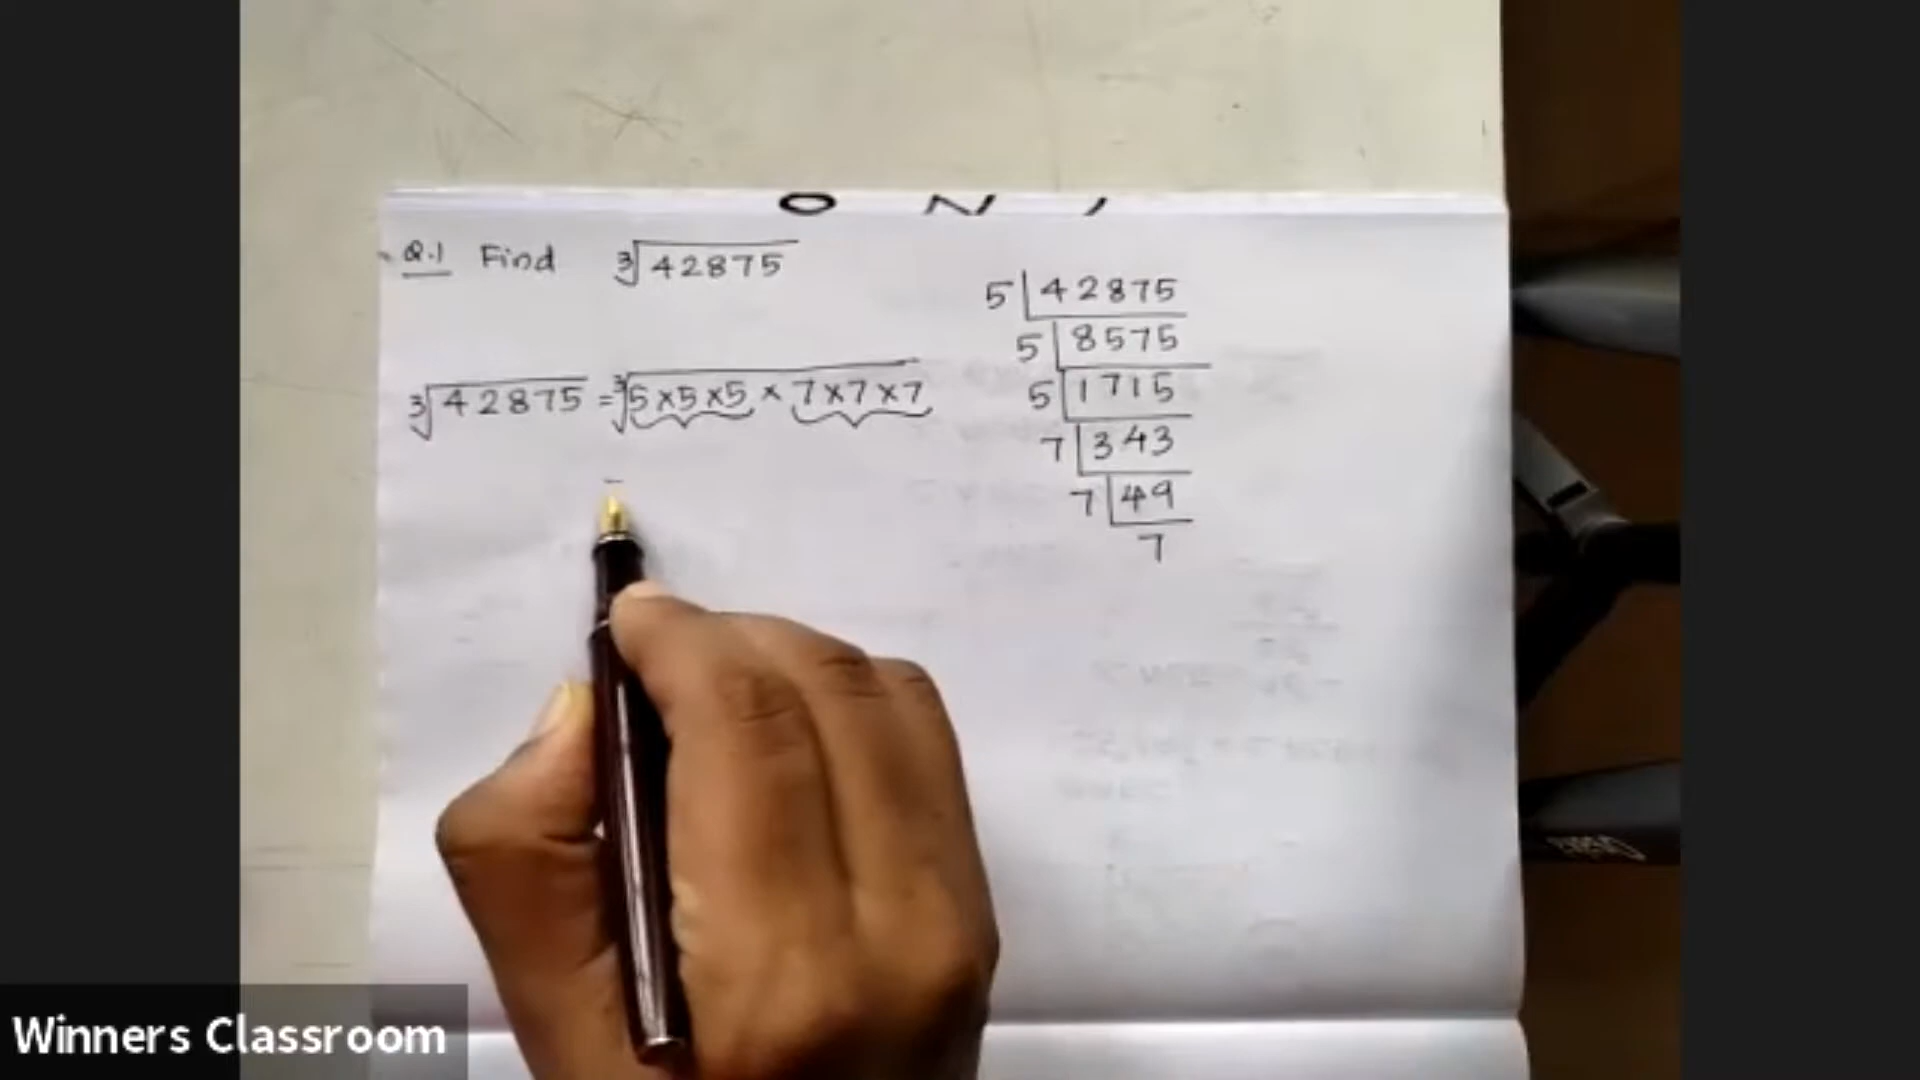 Q.1 Find ∛42875
∛42875 = ∛5×5×5 × 7×7×7
5 | 42875
5 | 8575
5 | 1715
7 | 343
7 | 49
7
Winners Classroom